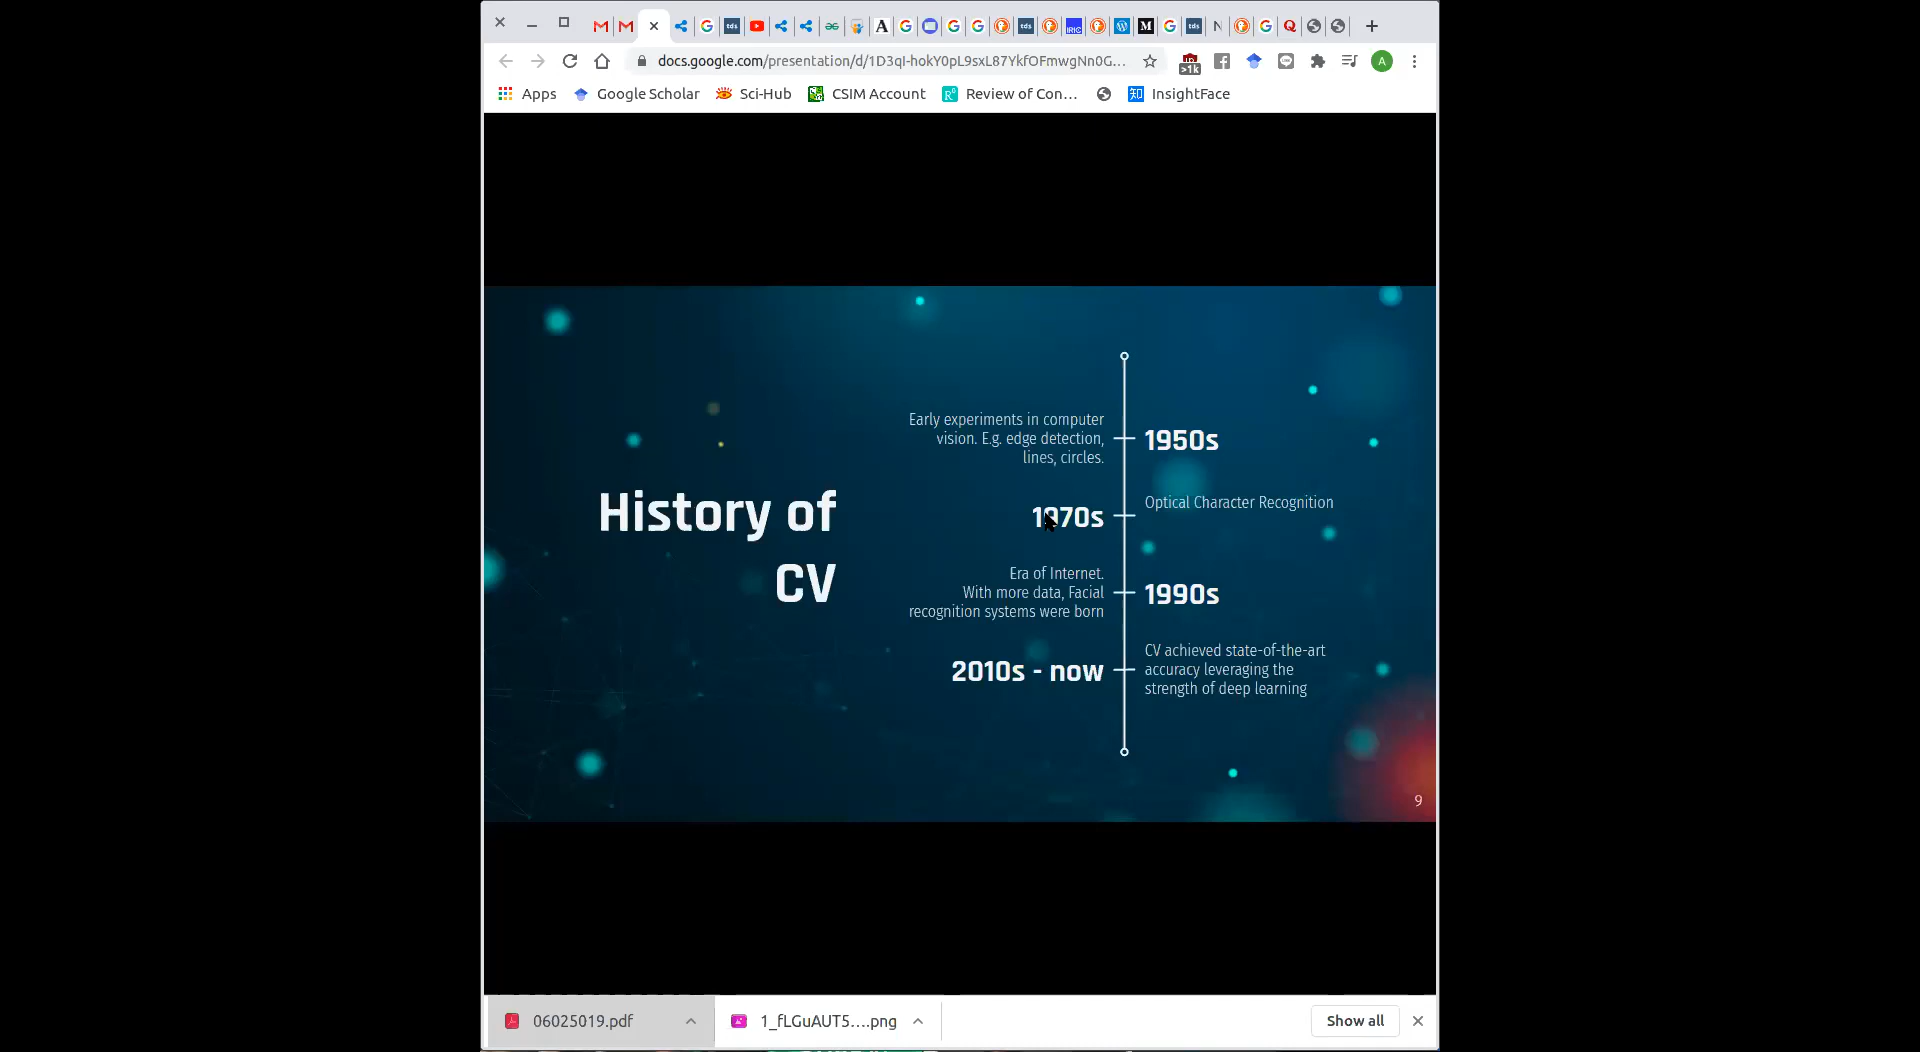 docs.google.com/presentation/d/1D3qI-hokY0pL9sxL87YkfOFmwgNn0G...
>1k
A
Apps
Google Scholar
Sci-Hub
CSIM Account
Review of Con...
InsightFace
History of
CV
Early experiments in computer
vision. E.g. edge detection,
lines, circles.
1950s
1970s
Optical Character Recognition
Era of Internet.
With more data, Facial
recognition systems were born
1990s
2010s - now
CV achieved state-of-the-art
accuracy leveraging the
strength of deep learning
9
06025019.pdf
1_fLGuAUT5....png
Show all